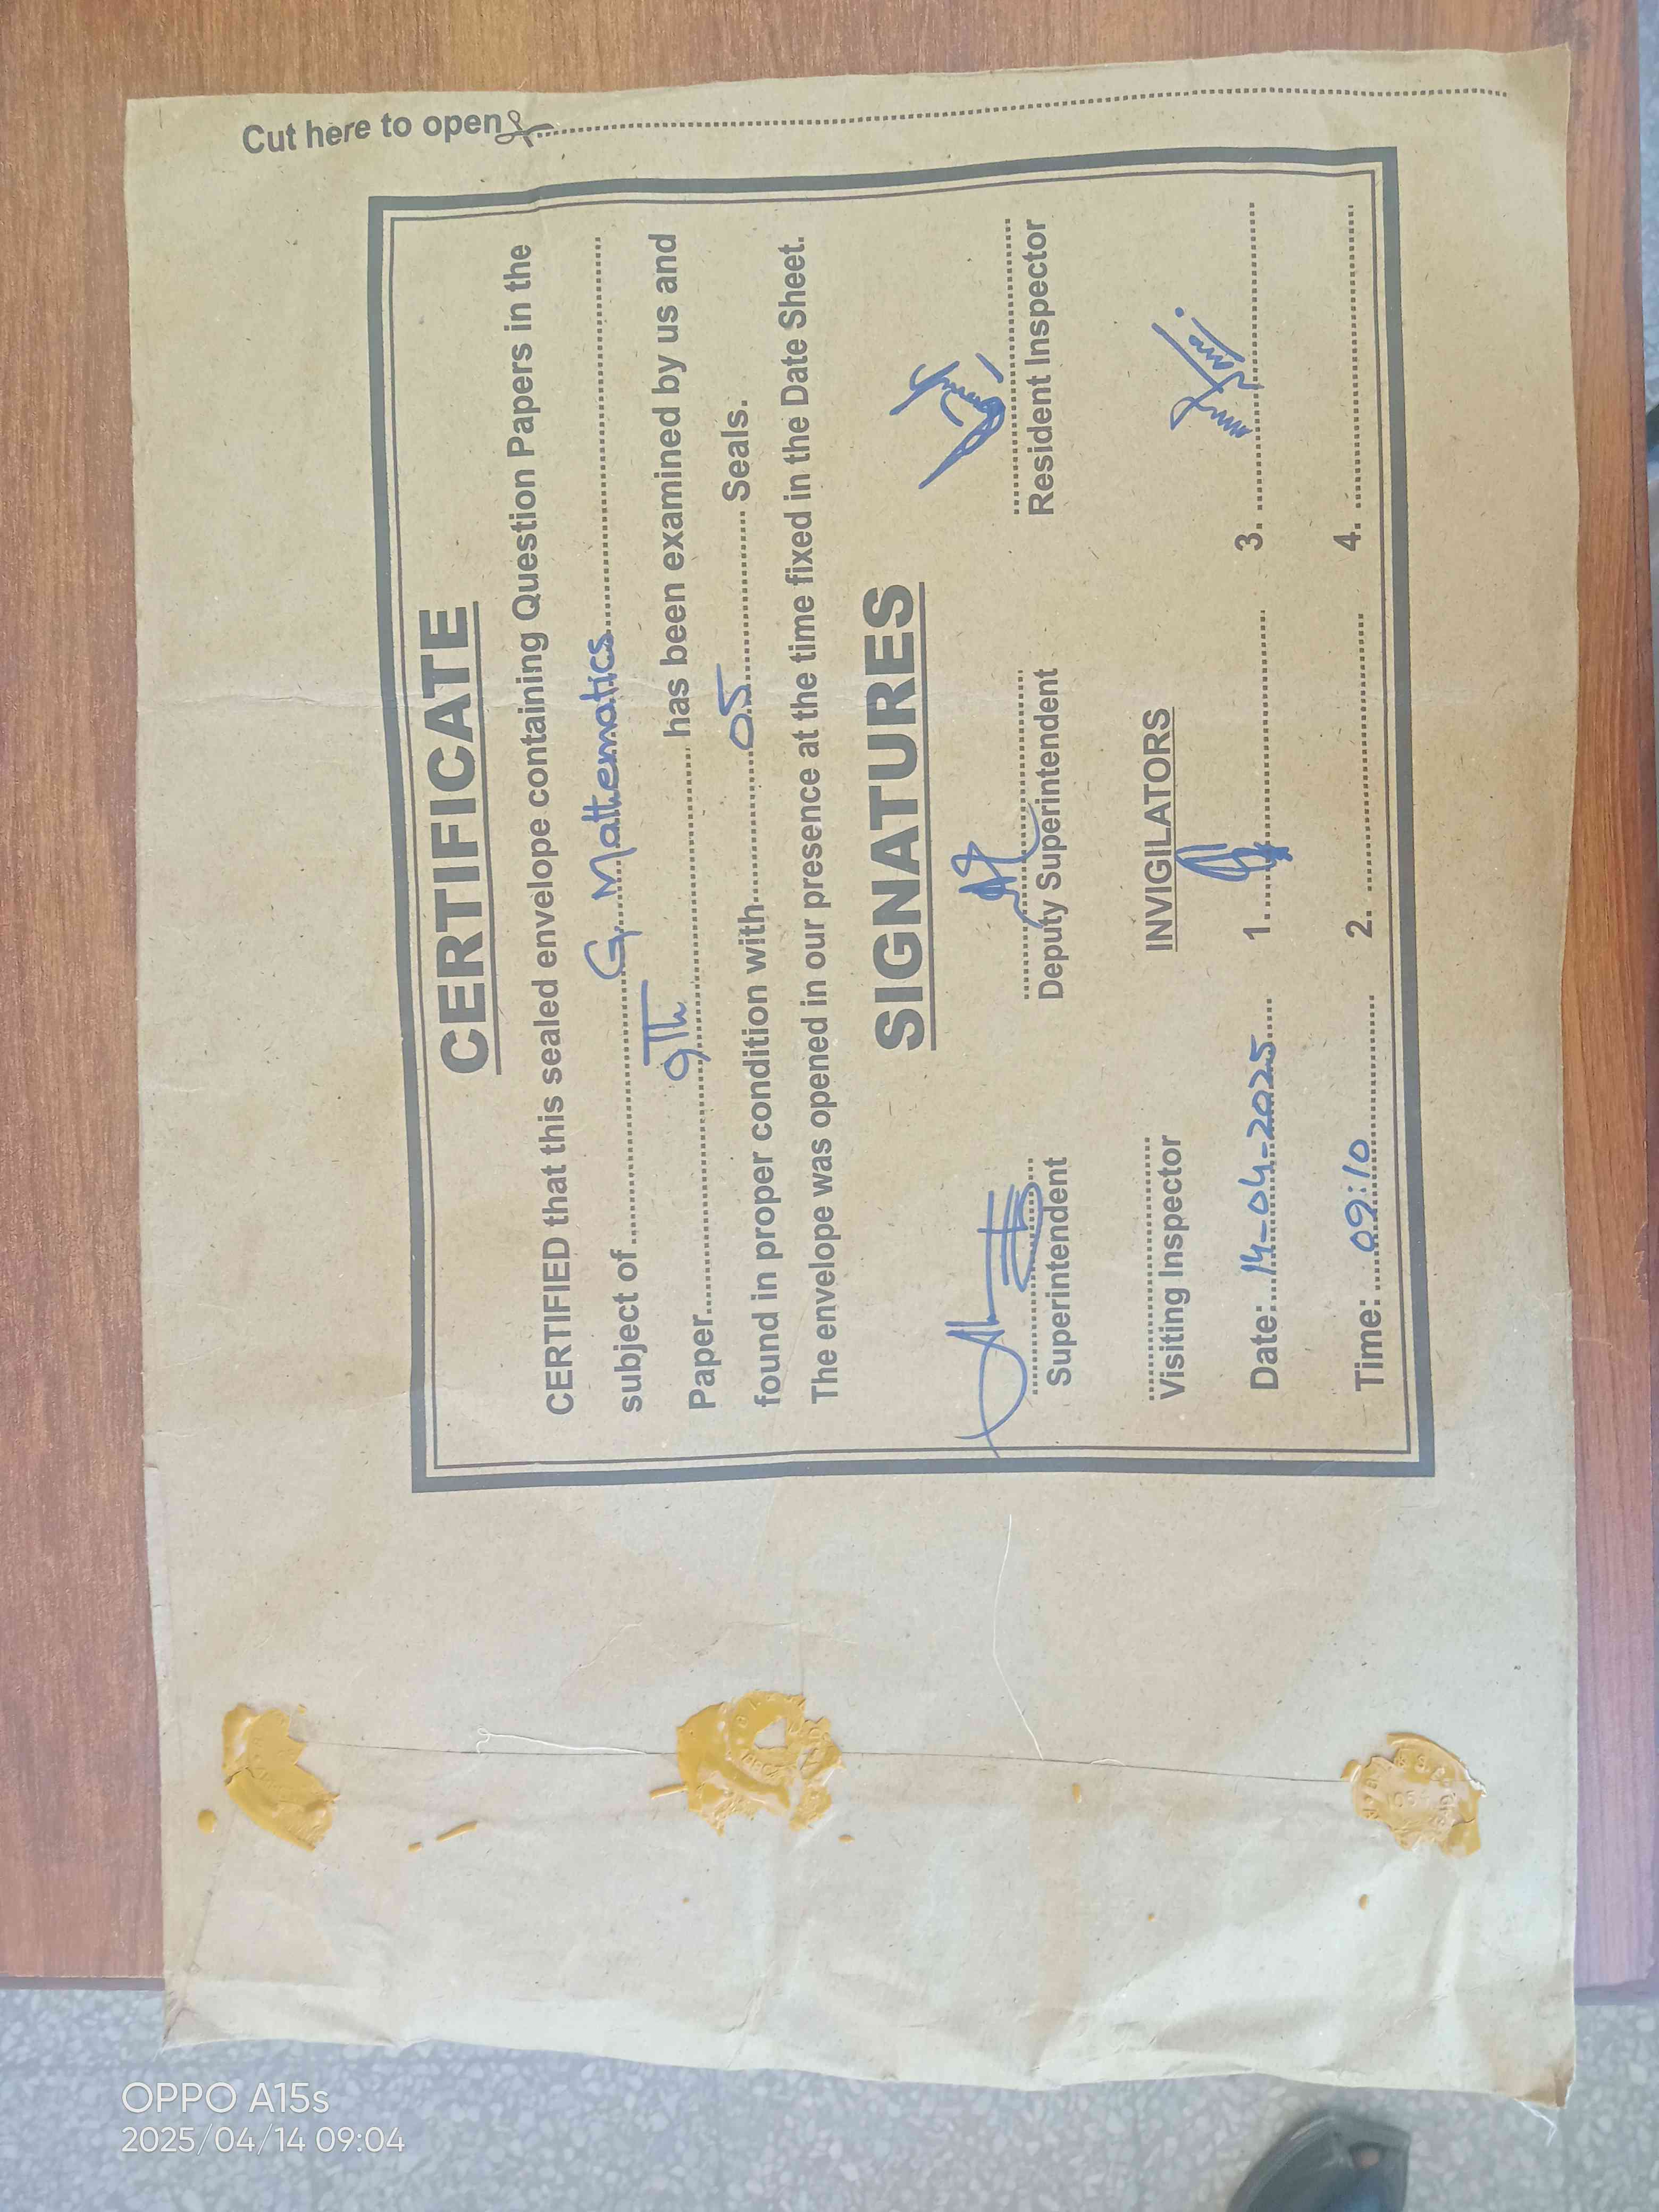 Cut here to open
CERTIFICATE
CERTIFIED that this sealed envelope containing Question Papers in the
subject of G. Mathematics
Paper 9th has been examined by us and
found in proper condition with 05 Seals.
The envelope was opened in our presence at the time fixed in the Date Sheet.
SIGNATURES
Superintendent Deputy Superintendent Resident Inspector
Visiting Inspector INVIGILATORS
Date: 14-04-2025 1. 3.
Time: 09:10 2. 4.
OPPO A15s
2025/04/14 09:04